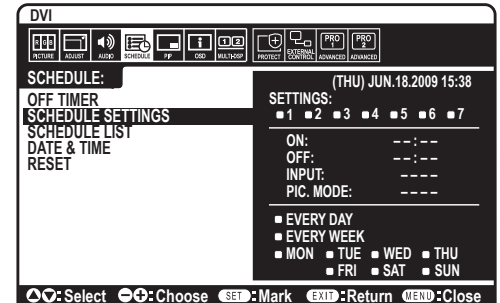 DVI
RGB
PICTURE ADJUST AUDIO SCHEDULE PIP OSD MULTI-DSP PROTECT EXTERNAL CONTROL PRO 1 ADVANCED PRO 2 ADVANCED
SCHEDULE:
OFF TIMER
SCHEDULE SETTINGS
SCHEDULE LIST
DATE & TIME
RESET
(THU) JUN.18.2009 15:38
SETTINGS:
1 2 3 4 5 6 7
ON: --:--
OFF: --:--
INPUT: ----
PIC. MODE: ----
EVERY DAY
EVERY WEEK
MON TUE WED THU
FRI SAT SUN
:Select :Choose SET:Mark EXIT:Return MENU:Close